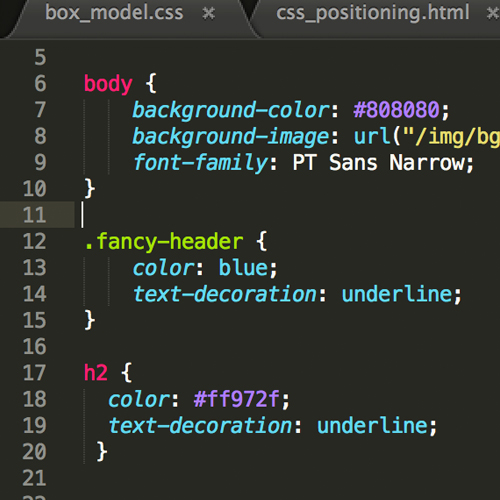 box_model.css × css_positioning.html ×
5
6 body {
7 background-color: #808080;
8 background-image: url("/img/bg
9 font-family: PT Sans Narrow;
10 }
11
12 .fancy-header {
13 color: blue;
14 text-decoration: underline;
15 }
16
17 h2 {
18 color: #ff972f;
19 text-decoration: underline;
20 }
21